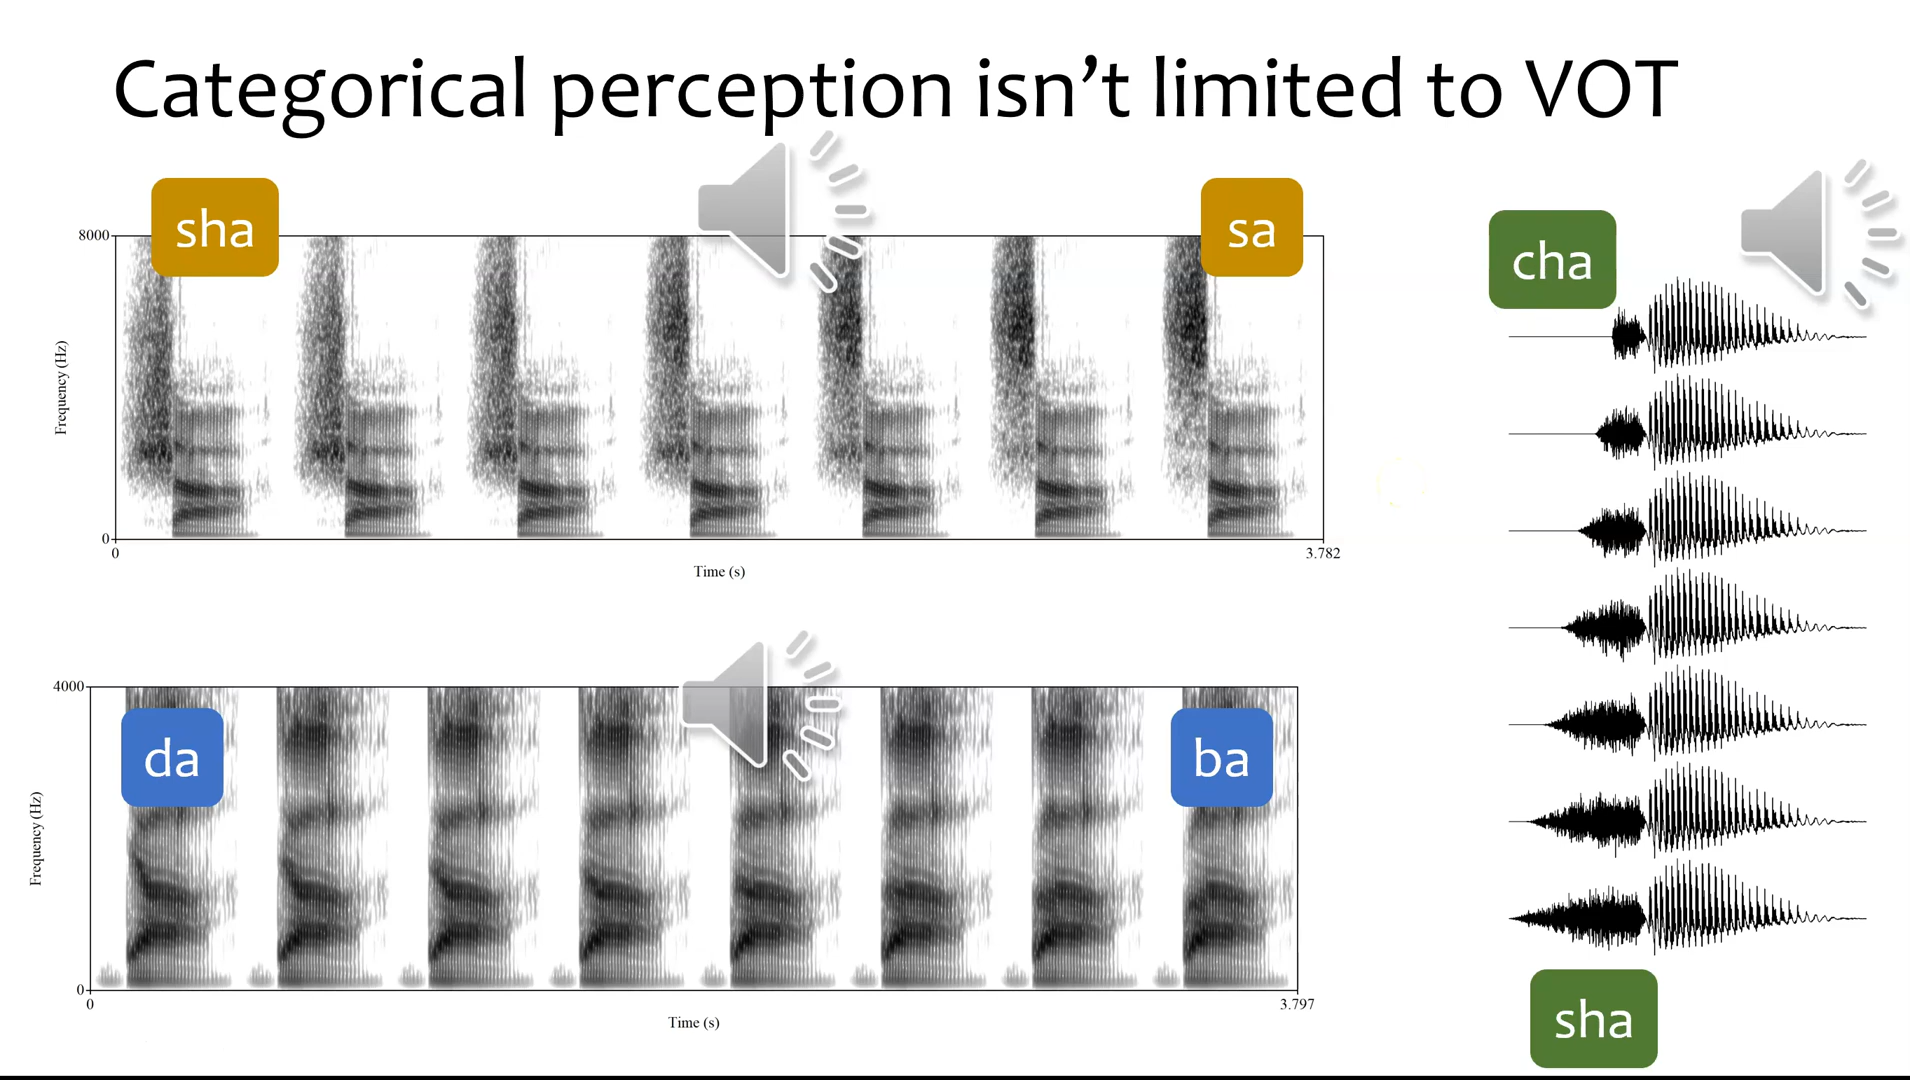 Categorical perception isn’t limited to VOT
sha
sa
8000
Frequency (Hz)
0
0
3.782
Time (s)
da
ba
4000
Frequency (Hz)
0
0
3.797
Time (s)
cha
sha